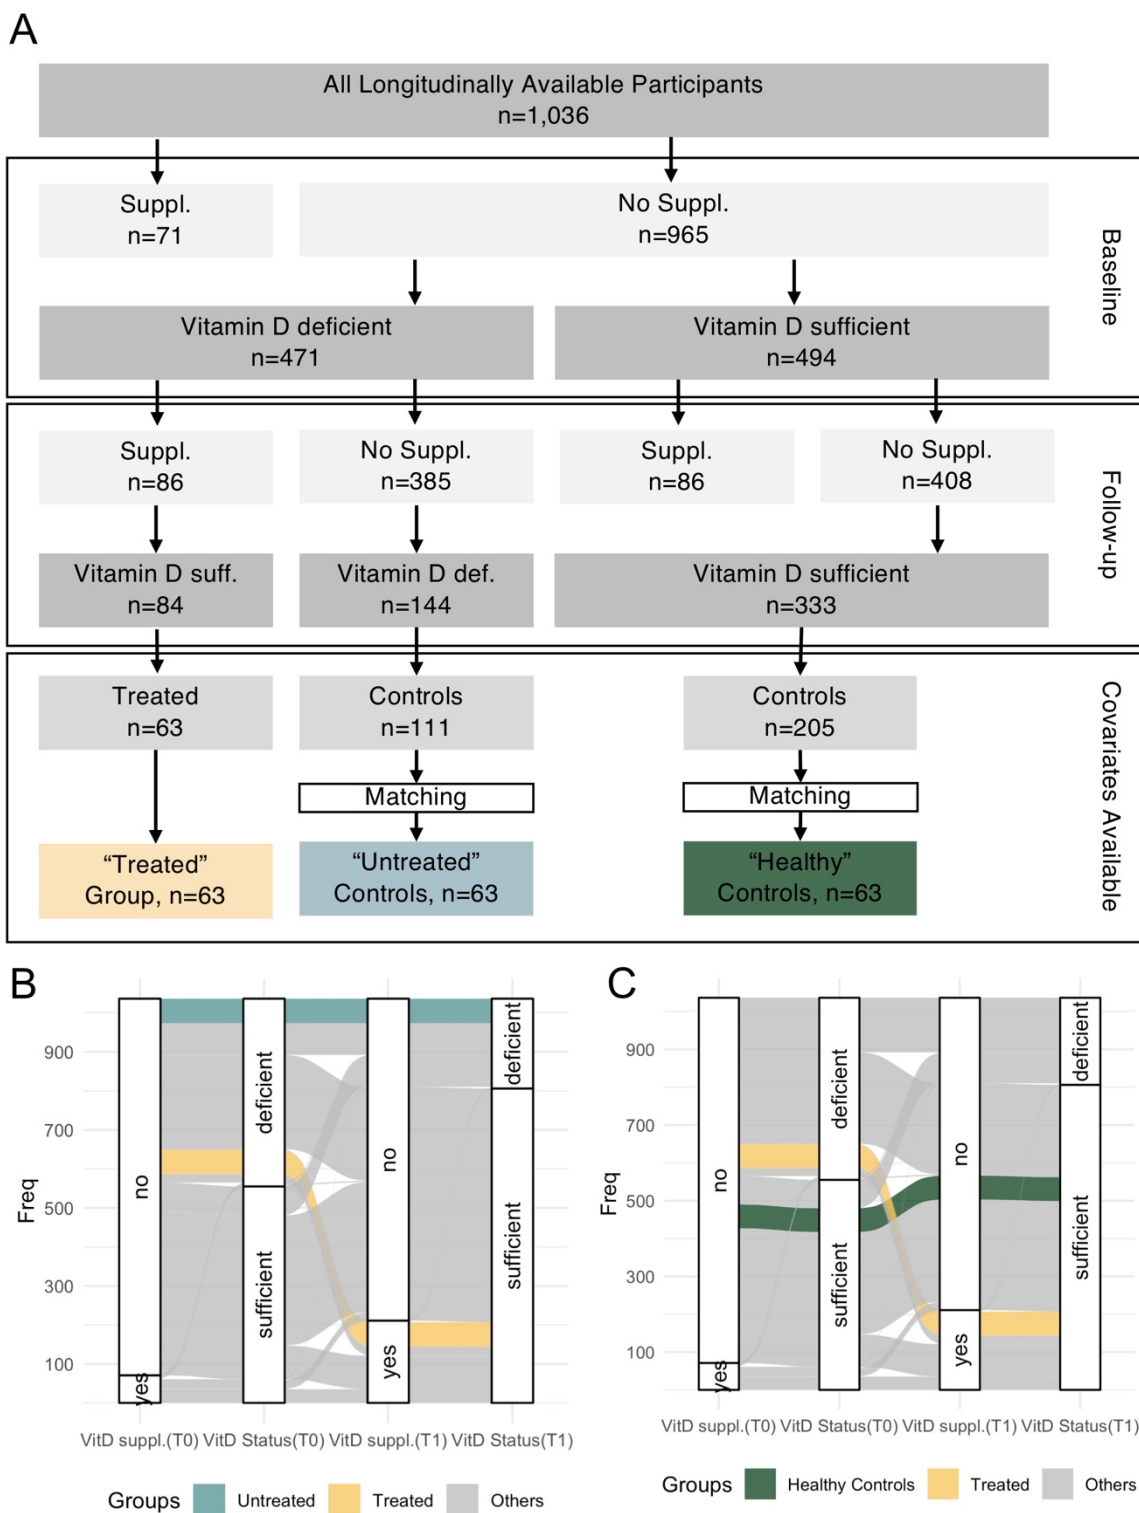 A
All Longitudinally Available Participants
n=1,036
Suppl.
n=71
No Suppl.
n=965
Baseline
Vitamin D deficient
n=471
Vitamin D sufficient
n=494
Suppl.
n=86
No Suppl.
n=385
Suppl.
n=86
No Suppl.
n=408
Follow-up
Vitamin D suff.
n=84
Vitamin D def.
n=144
Vitamin D sufficient
n=333
Treated
n=63
Controls
n=111
Controls
n=205
Covariates Available
Matching
Matching
“Treated”
Group, n=63
“Untreated”
Controls, n=63
“Healthy”
Controls, n=63
B
Freq
900
700
500
300
100
no
yes
deficient
sufficient
no
yes
deficient
sufficient
VitD suppl.(T0) VitD Status(T0) VitD suppl.(T1) VitD Status(T1)
Groups Untreated Treated Others
C
Freq
900
700
500
300
100
no
yes
deficient
sufficient
no
yes
deficient
sufficient
VitD suppl.(T0) VitD Status(T0) VitD suppl.(T1) VitD Status(T1)
Groups Healthy Controls Treated Others